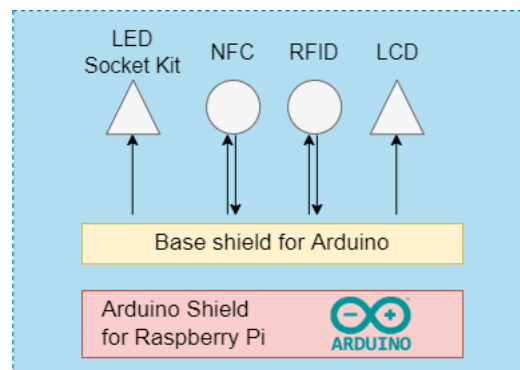 LED
Socket Kit
NFC
RFID
LCD
Base shield for Arduino
Arduino Shield
for Raspberry Pi
ARDUINO